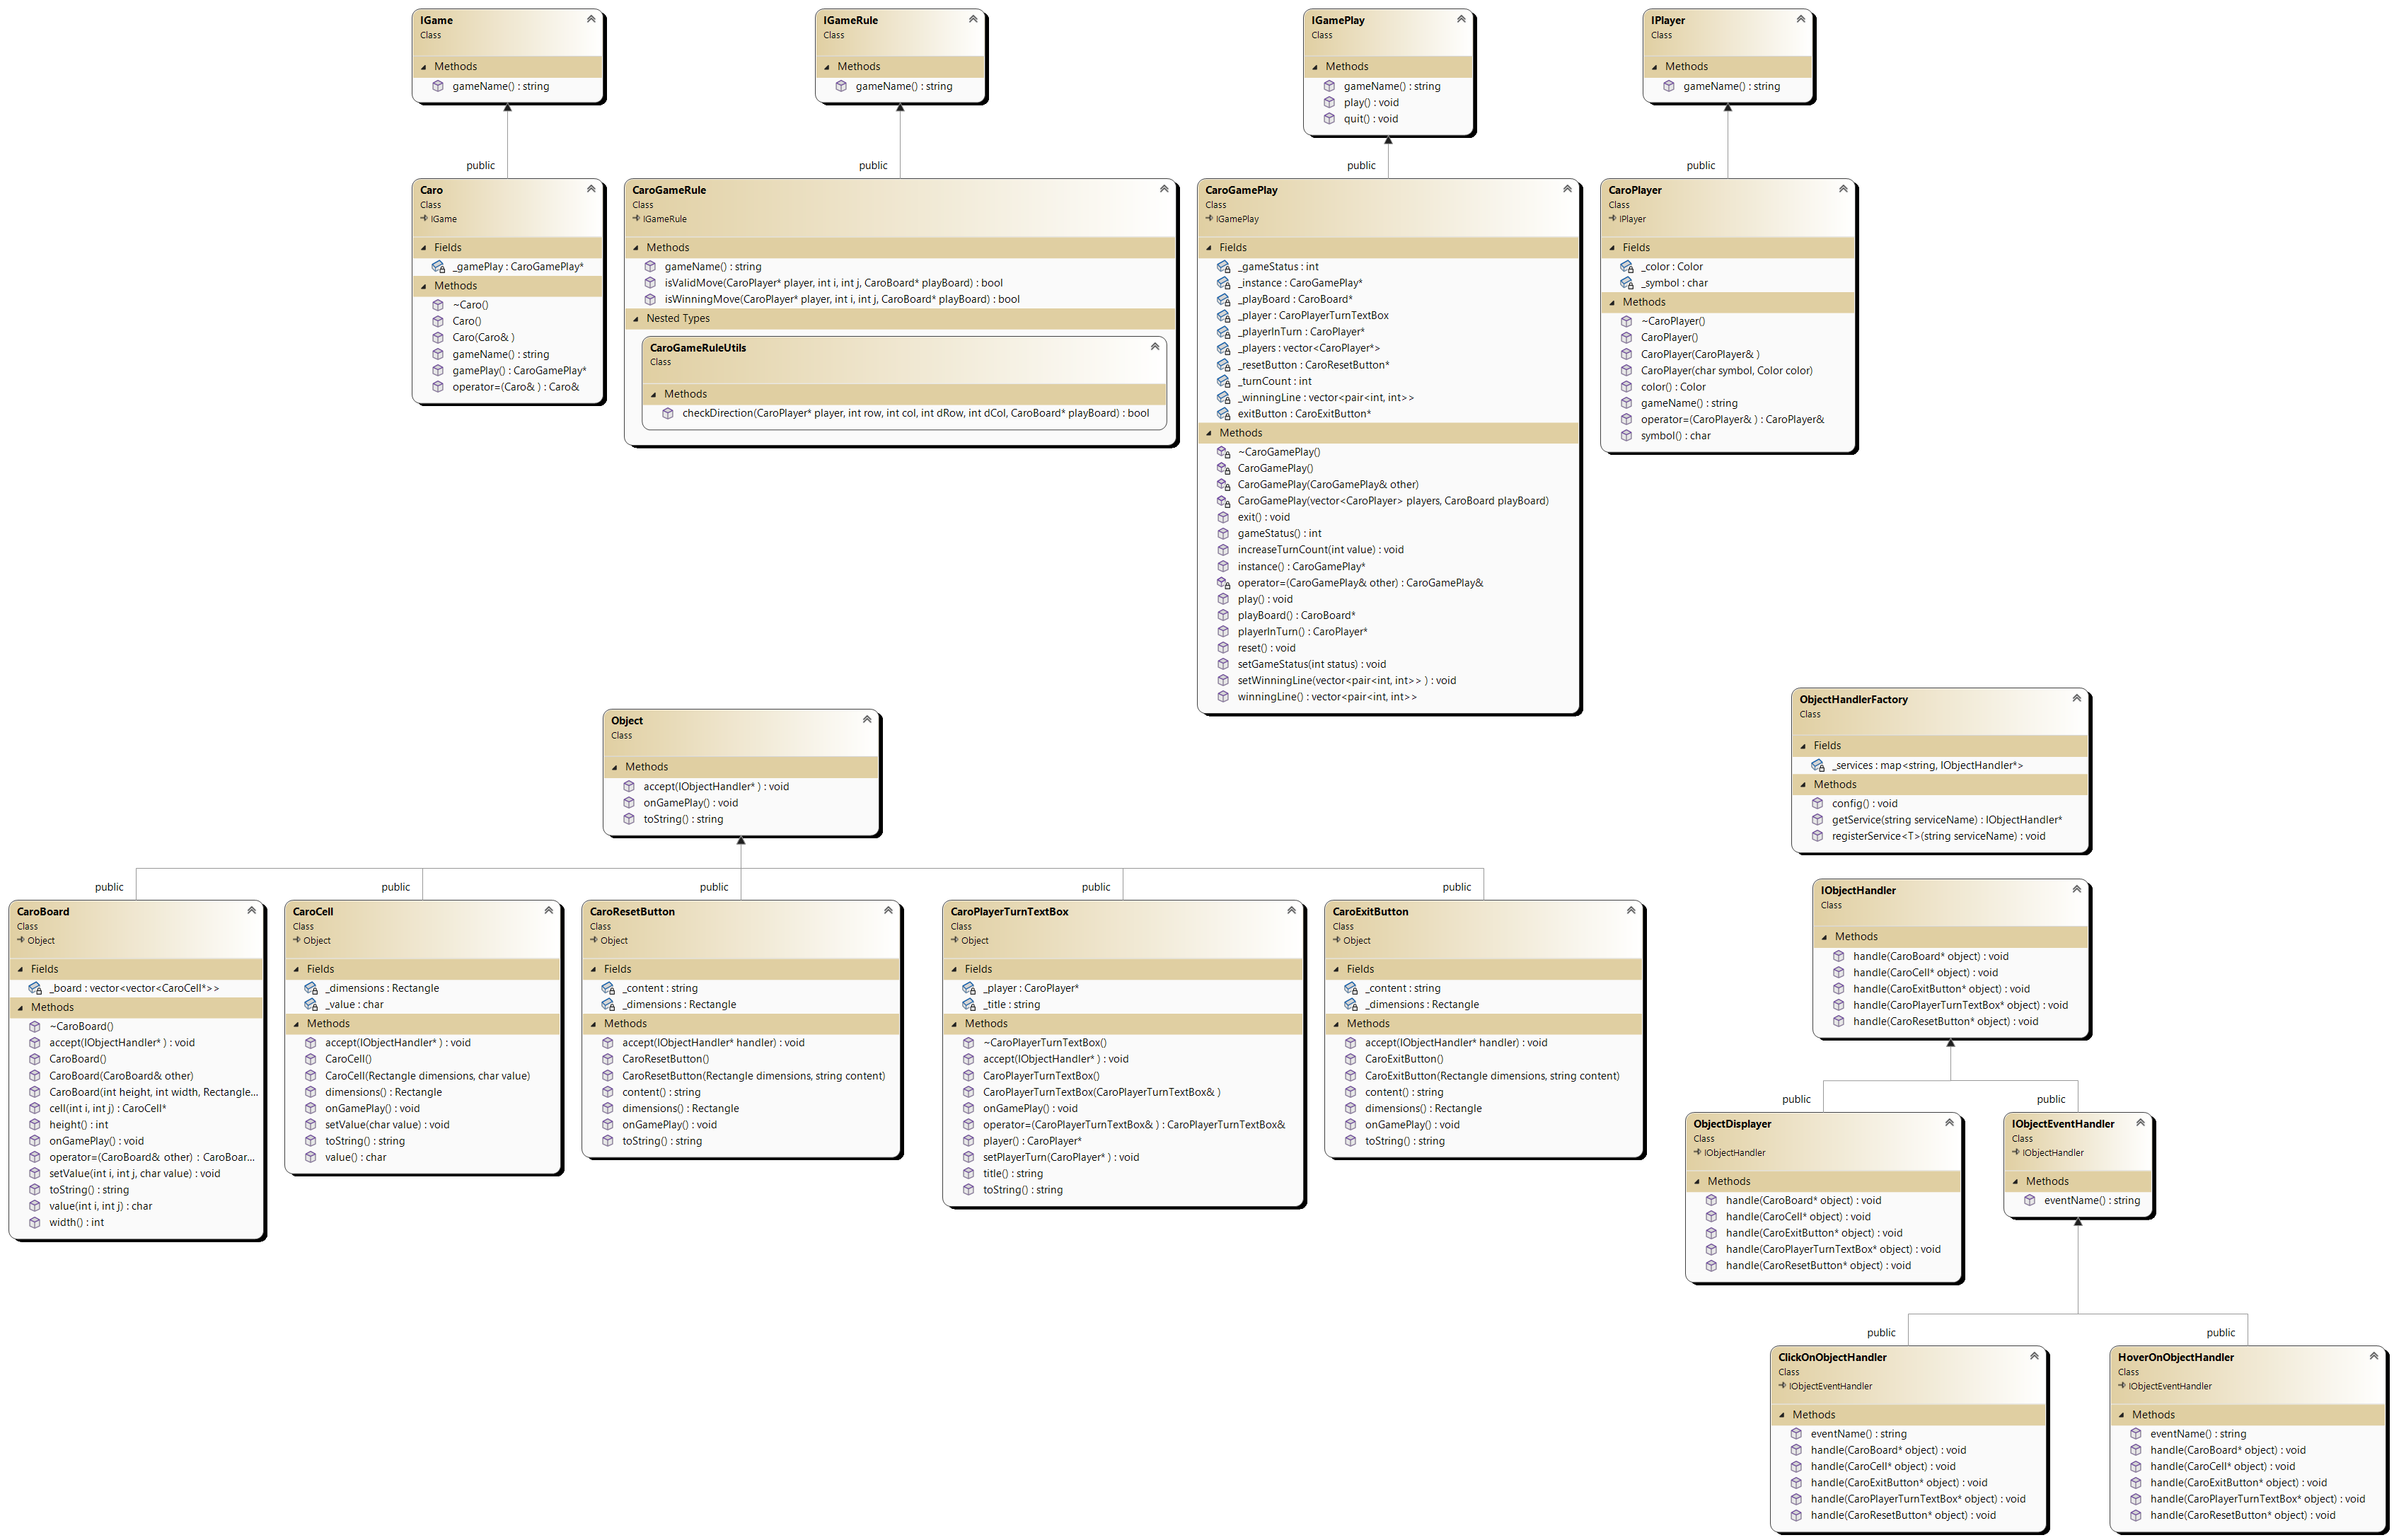 IGame
Class
Methods
gameName() : string
IGameRule
Class
Methods
gameName() : string
IGamePlay
Class
Methods
gameName() : string
play() : void
quit() : void
IPlayer
Class
Methods
gameName() : string
public
public
public
public
Caro
Class
IGame
Fields
_gamePlay : CaroGamePlay*
Methods
~Caro()
Caro()
Caro(Caro& )
gameName() : string
gamePlay() : CaroGamePlay*
operator=(Caro& ) : Caro&
CaroGameRule
Class
IGameRule
Methods
gameName() : string
isValidMove(CaroPlayer* player, int i, int j, CaroBoard* playBoard) : bool
isWinningMove(CaroPlayer* player, int i, int j, CaroBoard* playBoard) : bool
Nested Types
CaroGameRuleUtils
Class
Methods
checkDirection(CaroPlayer* player, int row, int col, int dRow, int dCol, CaroBoard* playBoard) : bool
CaroGamePlay
Class
IGamePlay
Fields
_gameStatus : int
_instance : CaroGamePlay*
_playBoard : CaroBoard*
_player : CaroPlayerTurnTextBox
_playerInTurn : CaroPlayer*
_players : vector<CaroPlayer*>
_resetButton : CaroResetButton*
_turnCount : int
_winningLine : vector<pair<int, int>>
exitButton : CaroExitButton*
Methods
~CaroGamePlay()
CaroGamePlay()
CaroGamePlay(CaroGamePlay& other)
CaroGamePlay(vector<CaroPlayer> players, CaroBoard playBoard)
exit() : void
gameStatus() : int
increaseTurnCount(int value) : void
instance() : CaroGamePlay*
operator=(CaroGamePlay& other) : CaroGamePlay&
play() : void
playBoard() : CaroBoard*
playerInTurn() : CaroPlayer*
reset() : void
setGameStatus(int status) : void
setWinningLine(vector<pair<int, int>> ) : void
winningLine() : vector<pair<int, int>>
CaroPlayer
Class
IPlayer
Fields
_color : Color
_symbol : char
Methods
~CaroPlayer()
CaroPlayer()
CaroPlayer(CaroPlayer& )
CaroPlayer(char symbol, Color color)
color() : Color
gameName() : string
operator=(CaroPlayer& ) : CaroPlayer&
symbol() : char
Object
Class
Methods
accept(IObjectHandler* ) : void
onGamePlay() : void
toString() : string
ObjectHandlerFactory
Class
Fields
_services : map<string, IObjectHandler*>
Methods
config() : void
getService(string serviceName) : IObjectHandler*
registerService<T>(string serviceName) : void
public
public
public
public
public
CaroBoard
Class
Object
Fields
_board : vector<vector<CaroCell*>>
Methods
~CaroBoard()
accept(IObjectHandler* ) : void
CaroBoard()
CaroBoard(CaroBoard& other)
CaroBoard(int height, int width, Rectangle...
cell(int i, int j) : CaroCell*
height() : int
onGamePlay() : void
operator=(CaroBoard& other) : CaroBoar...
setValue(int i, int j, char value) : void
toString() : string
value(int i, int j) : char
width() : int
CaroCell
Class
Object
Fields
_dimensions : Rectangle
_value : char
Methods
accept(IObjectHandler* ) : void
CaroCell()
CaroCell(Rectangle dimensions, char value)
dimensions() : Rectangle
onGamePlay() : void
setValue(char value) : void
toString() : string
value() : char
CaroResetButton
Class
Object
Fields
_content : string
_dimensions : Rectangle
Methods
accept(IObjectHandler* handler) : void
CaroResetButton()
CaroResetButton(Rectangle dimensions, string content)
content() : string
dimensions() : Rectangle
onGamePlay() : void
toString() : string
CaroPlayerTurnTextBox
Class
Object
Fields
_player : CaroPlayer*
_title : string
Methods
~CaroPlayerTurnTextBox()
accept(IObjectHandler* ) : void
CaroPlayerTurnTextBox()
CaroPlayerTurnTextBox(CaroPlayerTurnTextBox& )
onGamePlay() : void
operator=(CaroPlayerTurnTextBox& ) : CaroPlayerTurnTextBox&
player() : CaroPlayer*
setPlayerTurn(CaroPlayer* ) : void
title() : string
toString() : string
CaroExitButton
Class
Object
Fields
_content : string
_dimensions : Rectangle
Methods
accept(IObjectHandler* handler) : void
CaroExitButton()
CaroExitButton(Rectangle dimensions, string content)
content() : string
dimensions() : Rectangle
onGamePlay() : void
toString() : string
IObjectHandler
Class
Methods
handle(CaroBoard* object) : void
handle(CaroCell* object) : void
handle(CaroExitButton* object) : void
handle(CaroPlayerTurnTextBox* object) : void
handle(CaroResetButton* object) : void
public
public
ObjectDisplayer
Class
IObjectHandler
Methods
handle(CaroBoard* object) : void
handle(CaroCell* object) : void
handle(CaroExitButton* object) : void
handle(CaroPlayerTurnTextBox* object) : void
handle(CaroResetButton* object) : void
IObjectEventHandler
Class
IObjectHandler
Methods
eventName() : string
public
public
ClickOnObjectHandler
Class
IObjectEventHandler
Methods
eventName() : string
handle(CaroBoard* object) : void
handle(CaroCell* object) : void
handle(CaroExitButton* object) : void
handle(CaroPlayerTurnTextBox* object) : void
handle(CaroResetButton* object) : void
HoverOnObjectHandler
Class
IObjectEventHandler
Methods
eventName() : string
handle(CaroBoard* object) : void
handle(CaroCell* object) : void
handle(CaroExitButton* object) : void
handle(CaroPlayerTurnTextBox* object) : void
handle(CaroResetButton* object) : void